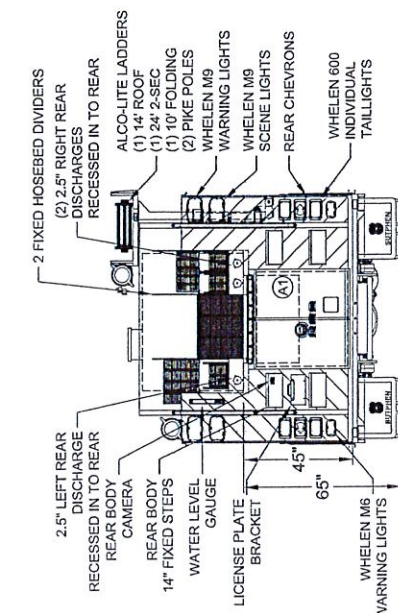 2 FIXED HOSEBED DIVIDERS
(2) 2.5" RIGHT REAR
DISCHARGES
RECESSED IN TO REAR
ALCO-LITE LADDERS
(1) 14' ROOF
(1) 24' 2-SEC
(1) 10' FOLDING
(2) PIKE POLES
WHELEN M9
WARNING LIGHTS
WHELEN M9
SCENE LIGHTS
REAR CHEVRONS
WHELEN 600
INDIVIDUAL
TAILLIGHTS
2.5" LEFT REAR
DISCHARGE
RECESSED IN TO REAR
REAR BODY
CAMERA
REAR BODY
14" FIXED STEPS
WATER LEVEL
GAUGE
LICENSE PLATE
BRACKET
WHELEN M6
WARNING LIGHTS
A1
45"
65"
SUTPHEN
SUTPHEN